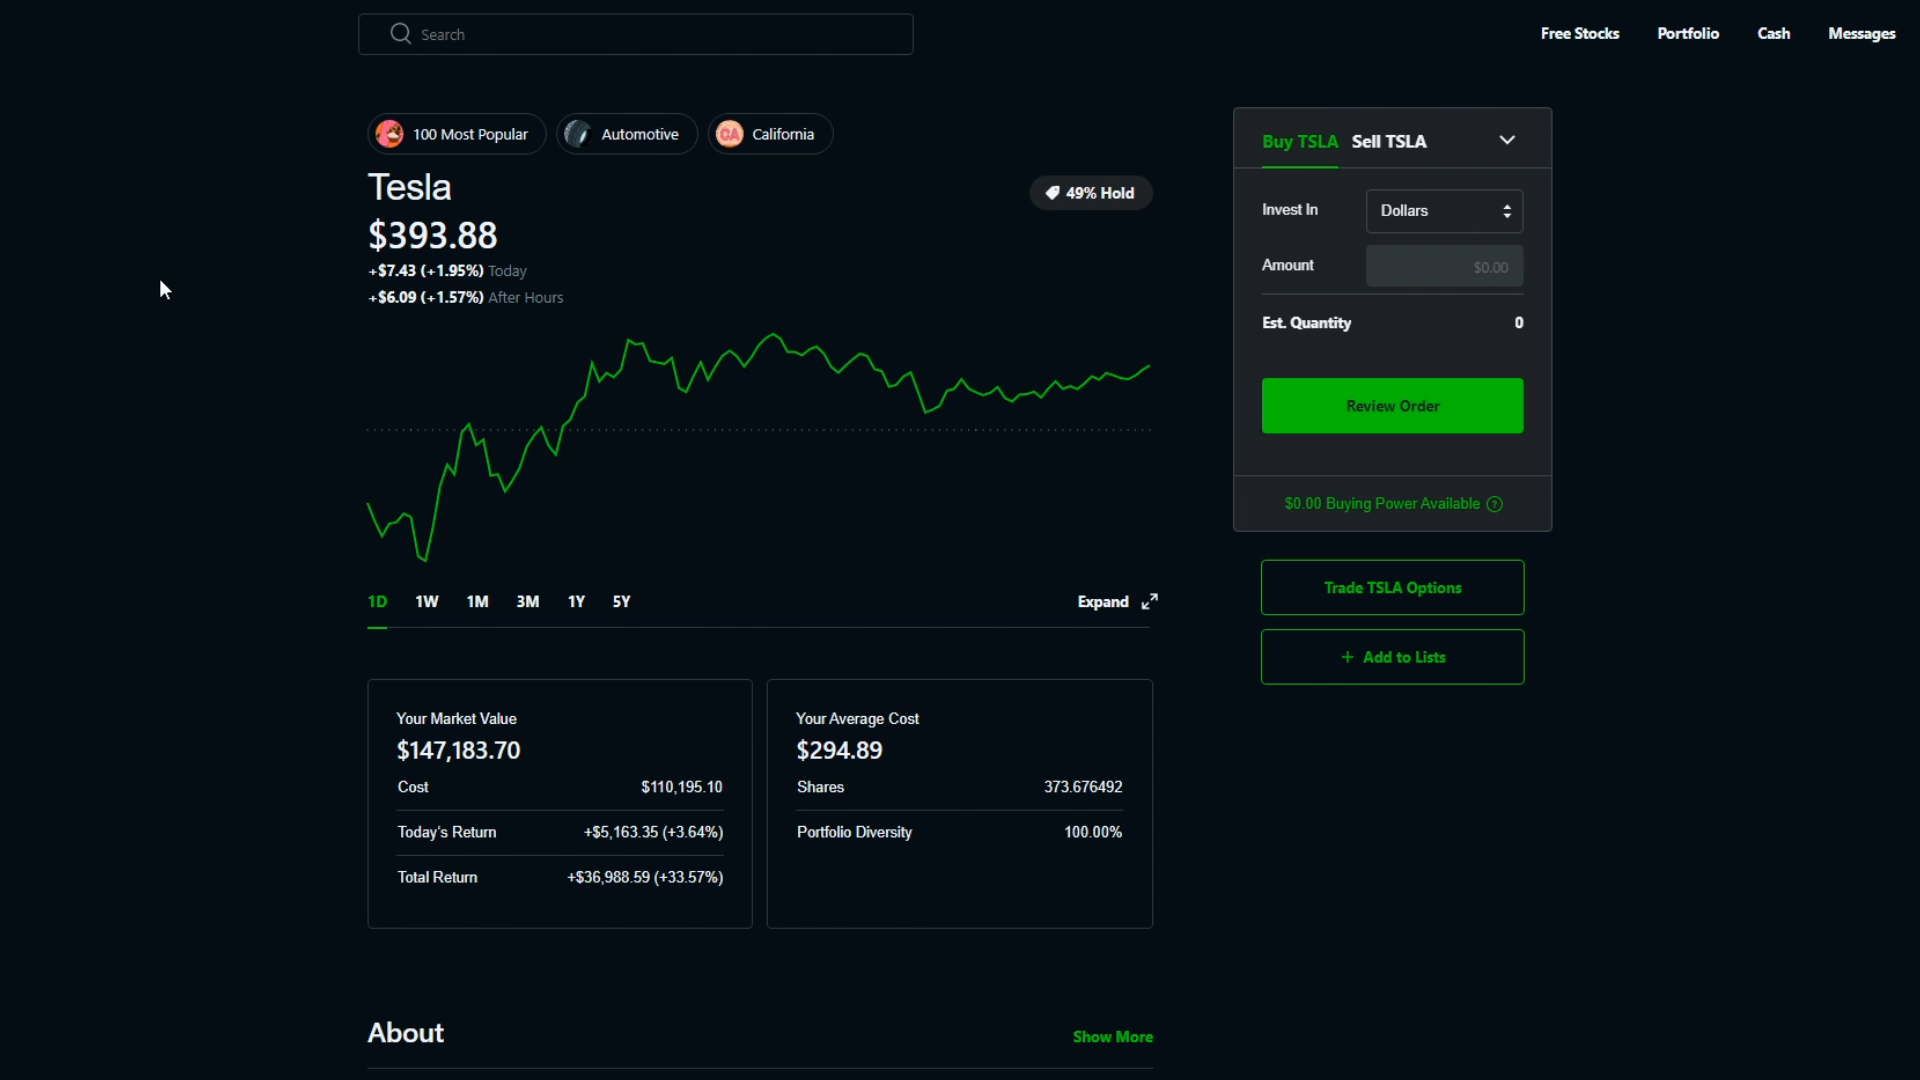 Search
Free Stocks Portfolio Cash Messages
100 Most Popular
Automotive
CA California
Tesla
49% Hold
$393.88
+$7.43 (+1.95%) Today
+$6.09 (+1.57%) After Hours
1D 1W 1M 3M 1Y 5Y Expand
Your Market Value
$147,183.70
Cost $110,195.10
Today's Return +$5,163.35 (+3.64%)
Total Return +$36,988.59 (+33.57%)
Your Average Cost
$294.89
Shares 373.676492
Portfolio Diversity 100.00%
About
Show More
Buy TSLA Sell TSLA
Invest In Dollars
Amount $0.00
Est. Quantity 0
Review Order
$0.00 Buying Power Available ?
Trade TSLA Options
+ Add to Lists